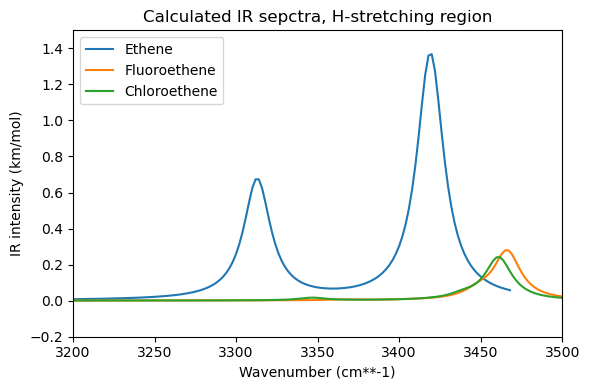 Calculated IR sepctra, H-stretching region
Ethene
Fluoroethene
Chloroethene
IR intensity (km/mol)
1.4
1.2
1.0
0.8
0.6
0.4
0.2
0.0
−0.2
3200 3250 3300 3350 3400 3450 3500
Wavenumber (cm**-1)